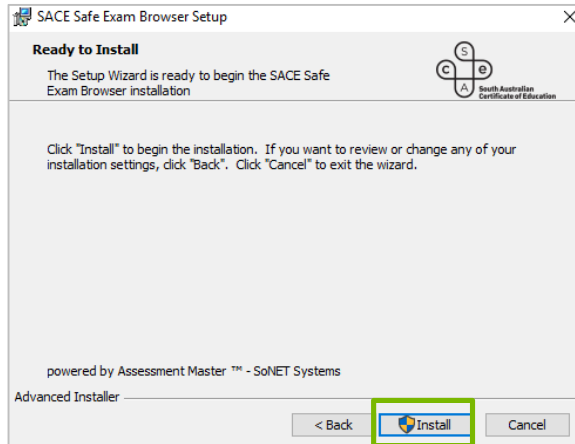 SACE Safe Exam Browser Setup
Ready to Install
The Setup Wizard is ready to begin the SACE Safe
Exam Browser installation
S
C e
A
South Australian
Certificate of Education
Click "Install" to begin the installation. If you want to review or change any of your
installation settings, click "Back". Click "Cancel" to exit the wizard.
powered by Assessment Master ™ - SoNET Systems
Advanced Installer
< Back Install Cancel